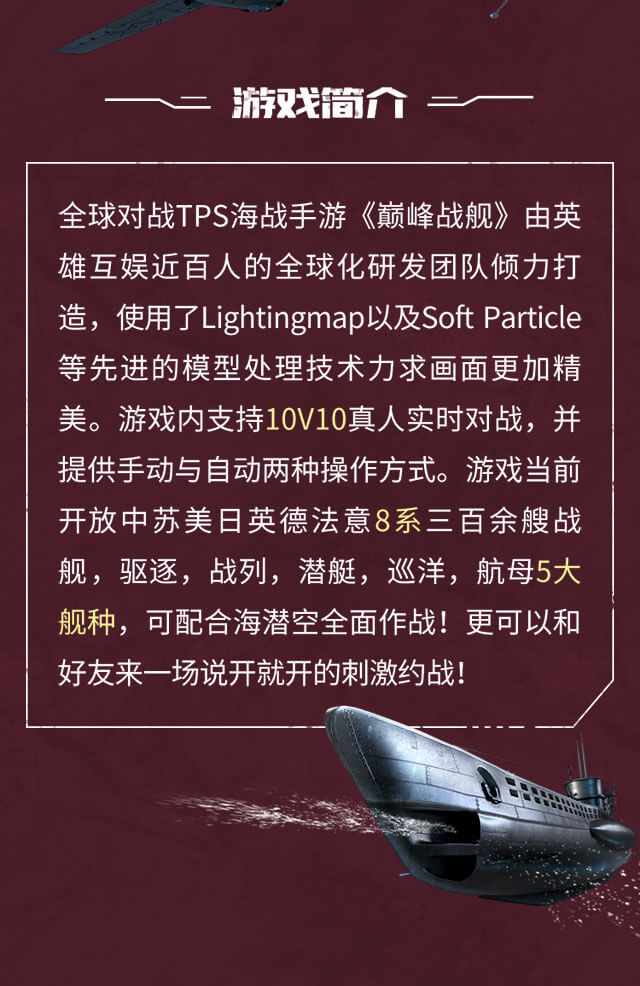 游戏简介
全球对战TPS海战手游《巅峰战舰》由英
雄互娱近百人的全球化研发团队倾力打
造，使用了Lightingmap以及Soft Particle
等先进的模型处理技术力求画面更加精
美。游戏内支持10V10真人实时对战，并
提供手动与自动两种操作方式。游戏当前
开放中苏美日英德法意8系三百余艘战
舰，驱逐，战列，潜艇，巡洋，航母5大
舰种，可配合海潜空全面作战！更可以和
好友来一场说开就开的刺激约战！